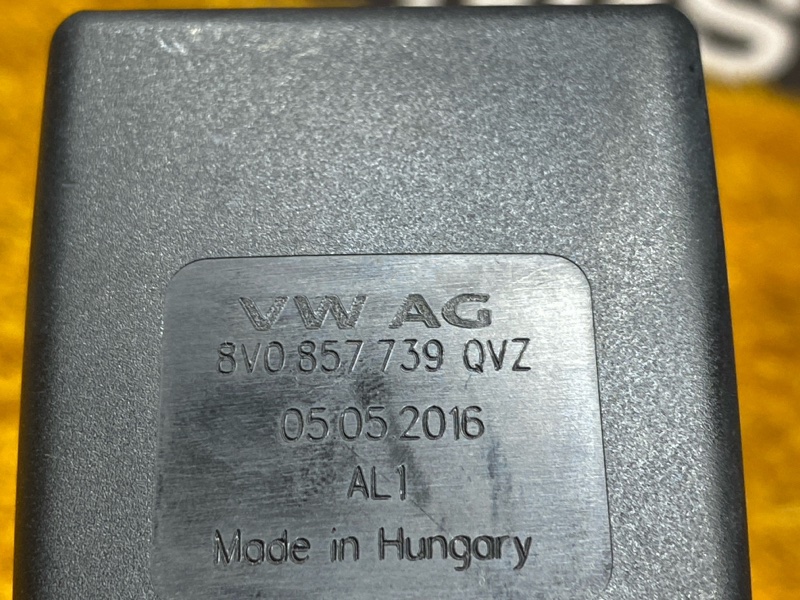 VW AG
8V0 857 739 QVZ
05.05.2016
AL1
Made in Hungary